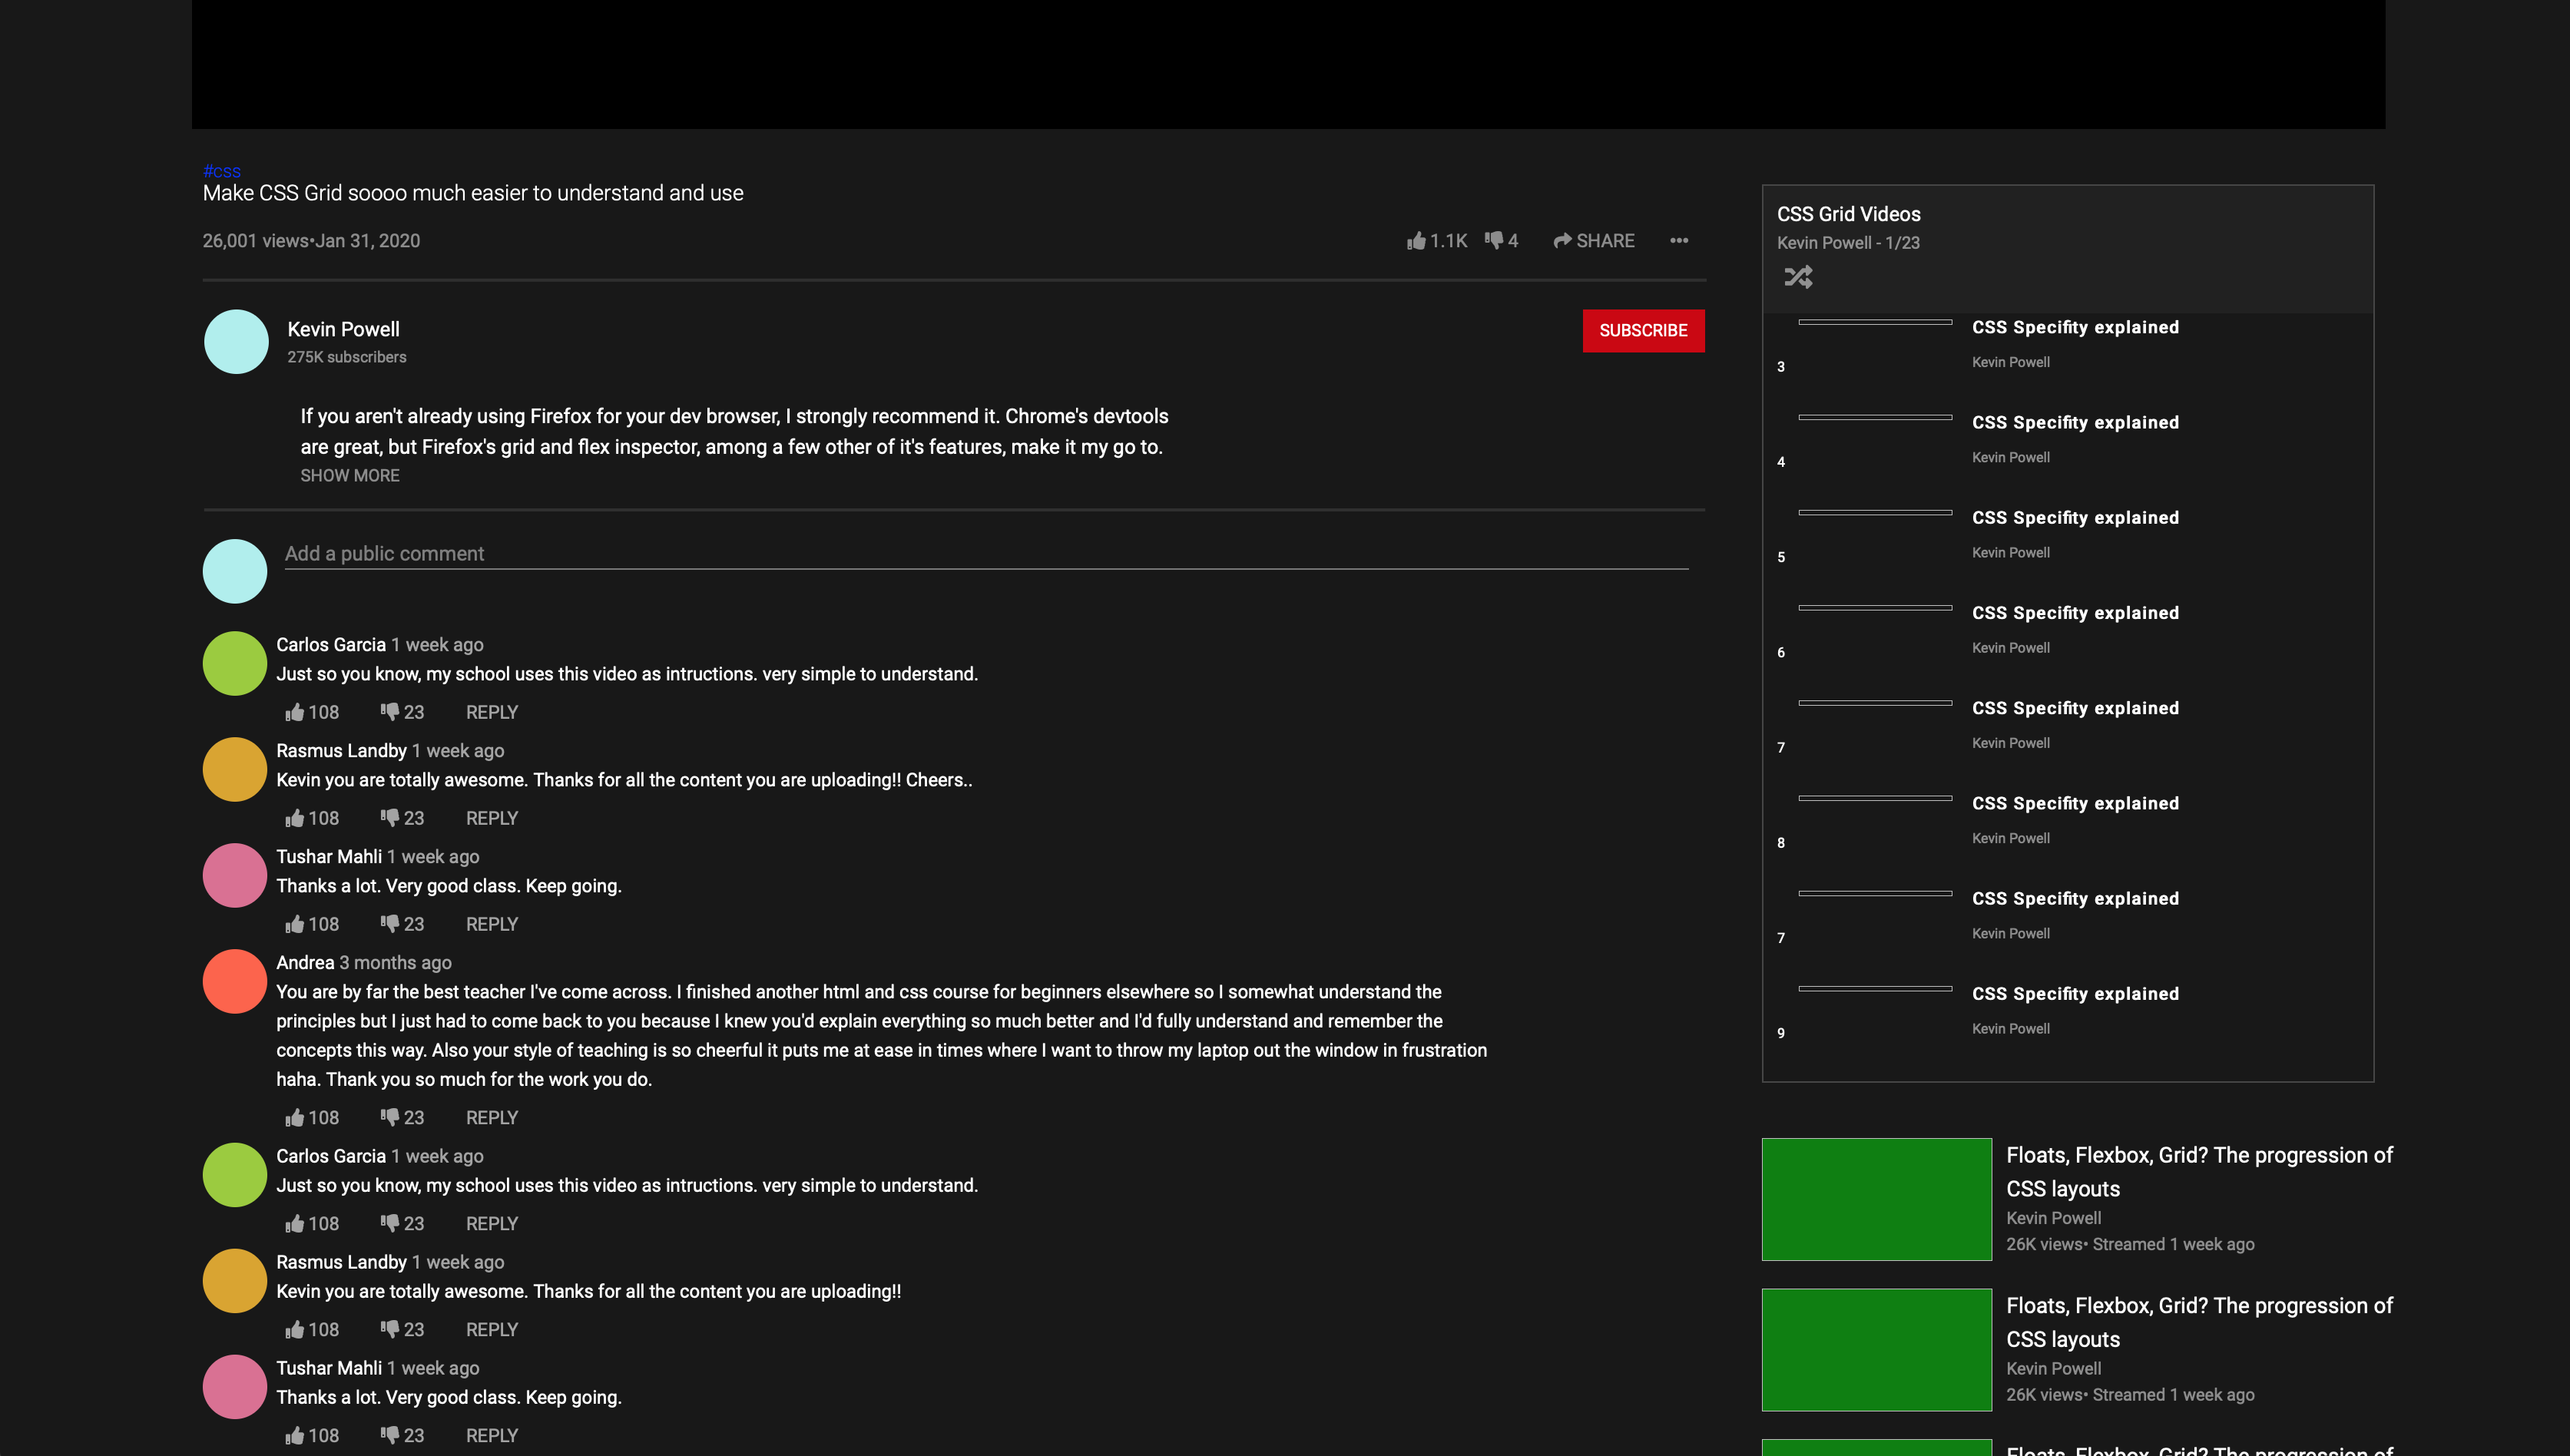 #css
Make CSS Grid soooo much easier to understand and use
26,001 views•Jan 31, 2020
1.1K 4 SHARE •••
Kevin Powell
275K subscribers
SUBSCRIBE
If you aren't already using Firefox for your dev browser, I strongly recommend it. Chrome's devtools
are great, but Firefox's grid and flex inspector, among a few other of it's features, make it my go to.
SHOW MORE
Add a public comment
Carlos Garcia 1 week ago
Just so you know, my school uses this video as intructions. very simple to understand.
108 23 REPLY
Rasmus Landby 1 week ago
Kevin you are totally awesome. Thanks for all the content you are uploading!! Cheers..
108 23 REPLY
Tushar Mahli 1 week ago
Thanks a lot. Very good class. Keep going.
108 23 REPLY
Andrea 3 months ago
You are by far the best teacher I've come across. I finished another html and css course for beginners elsewhere so I somewhat understand the
principles but I just had to come back to you because I knew you'd explain everything so much better and I'd fully understand and remember the
concepts this way. Also your style of teaching is so cheerful it puts me at ease in times where I want to throw my laptop out the window in frustration
haha. Thank you so much for the work you do.
108 23 REPLY
Carlos Garcia 1 week ago
Just so you know, my school uses this video as intructions. very simple to understand.
108 23 REPLY
Rasmus Landby 1 week ago
Kevin you are totally awesome. Thanks for all the content you are uploading!!
108 23 REPLY
Tushar Mahli 1 week ago
Thanks a lot. Very good class. Keep going.
108 23 REPLY
CSS Grid Videos
Kevin Powell - 1/23
CSS Specifity explained
Kevin Powell
3
CSS Specifity explained
Kevin Powell
4
CSS Specifity explained
Kevin Powell
5
CSS Specifity explained
Kevin Powell
6
CSS Specifity explained
Kevin Powell
7
CSS Specifity explained
Kevin Powell
8
CSS Specifity explained
Kevin Powell
7
CSS Specifity explained
Kevin Powell
9
Floats, Flexbox, Grid? The progression of
CSS layouts
Kevin Powell
26K views• Streamed 1 week ago
Floats, Flexbox, Grid? The progression of
CSS layouts
Kevin Powell
26K views• Streamed 1 week ago
Floats, Flexbox, Grid? The progression of